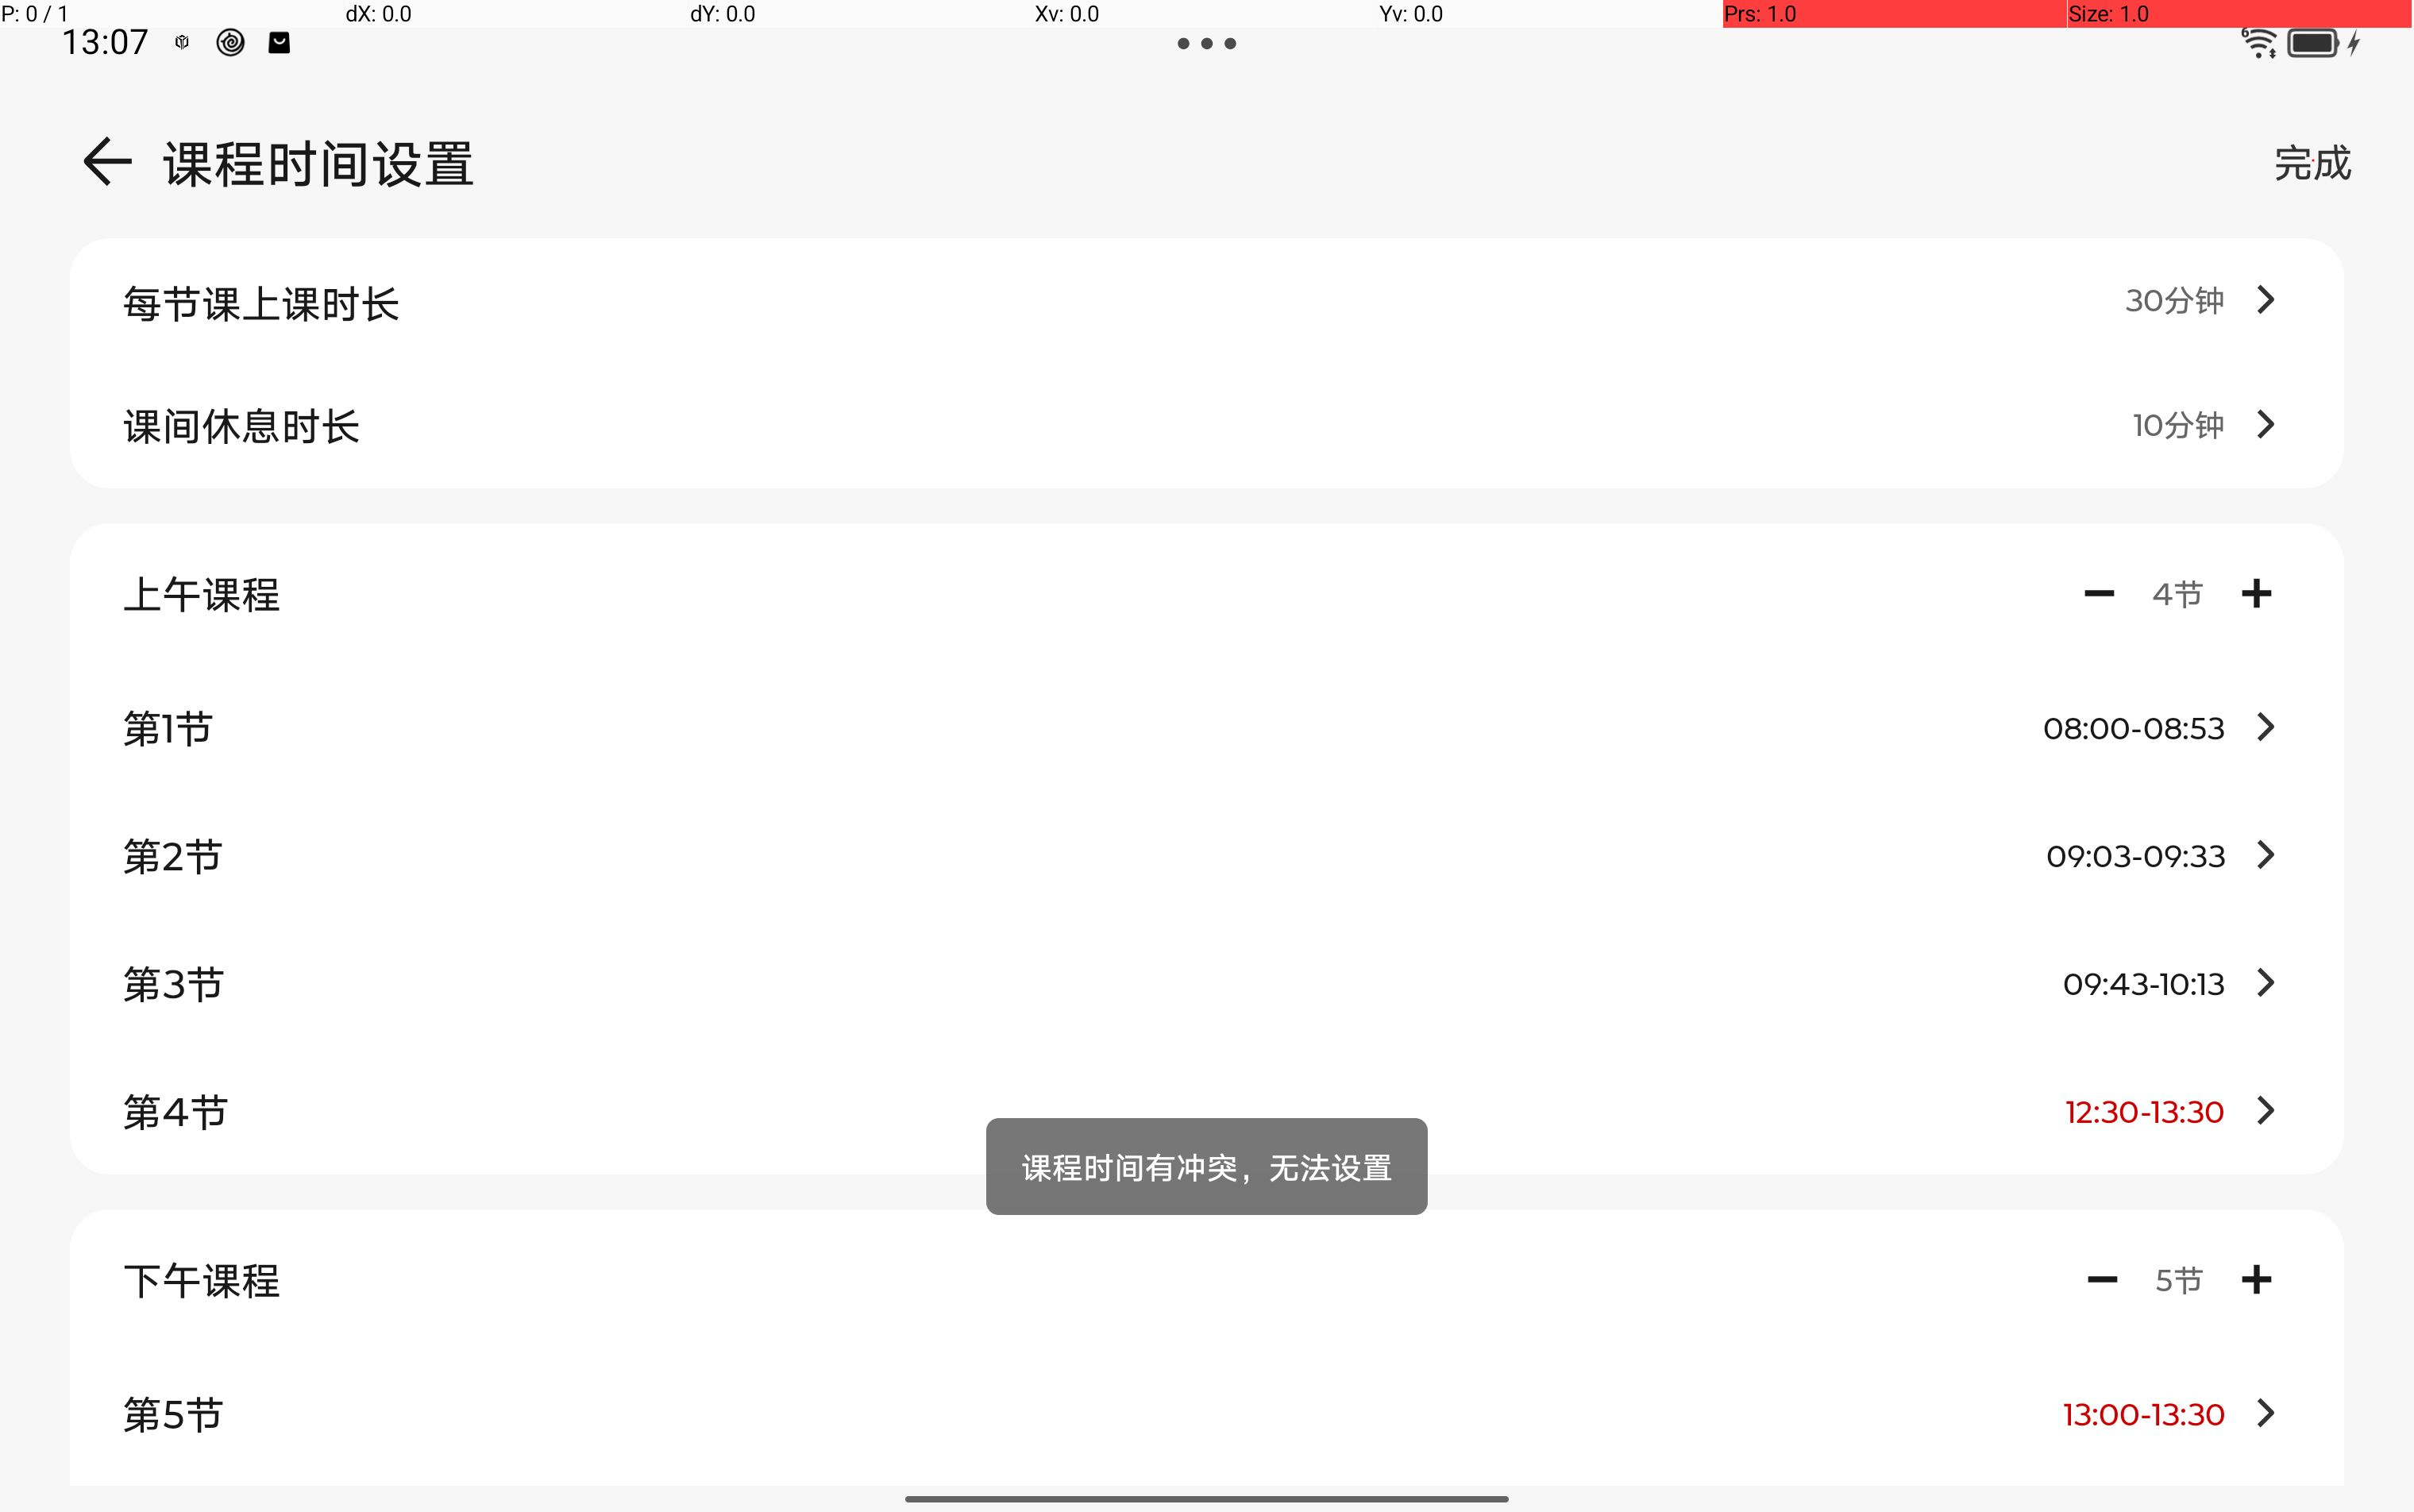 P: 0 / 1 dX: 0.0 dY: 0.0 Xv: 0.0 Yv: 0.0 Prs: 1.0 Size: 1.0
13:07 6
课程时间设置 完成
每节课上课时长 30分钟
课间休息时长 10分钟
上午课程 4节
第1节 08:00-08:53
第2节 09:03-09:33
第3节 09:43-10:13
第4节 12:30-13:30
课程时间有冲突，无法设置
下午课程 5节
第5节 13:00-13:30